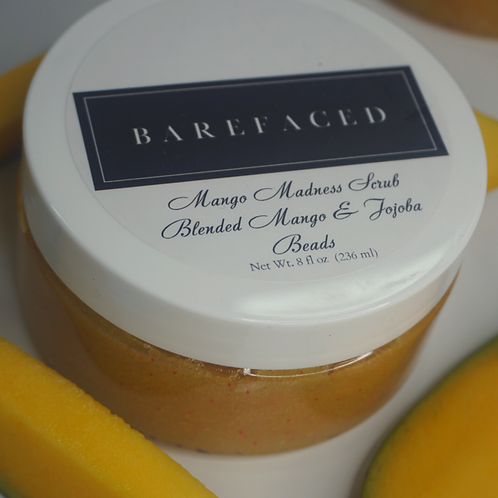 BAREFACED
Mango Madness Scrub
Blended Mango & Jojoba
Beads
Net Wt. 8 fl oz (236 ml)